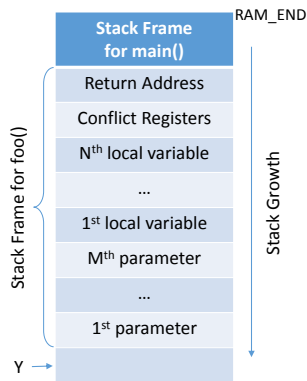 Stack Frame
for main()
RAM_END
Return Address
Conflict Registers
Nth local variable
...
1st local variable
Mth parameter
...
1st parameter
Stack Frame for foo()
Stack Growth
Y